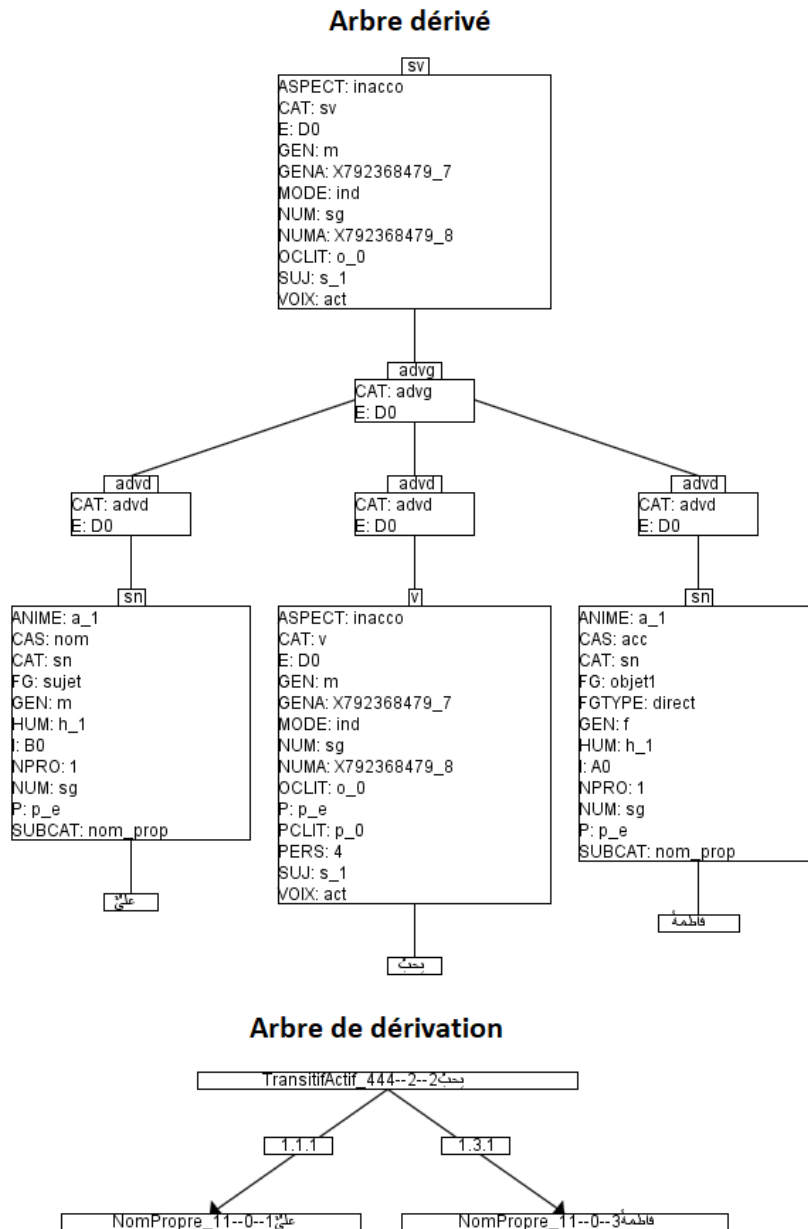 Arbre dérivé
sv
ASPECT: inacco
CAT: sv
E: D0
GEN: m
GENA: X792368479_7
MODE: ind
NUM: sg
NUMA: X792368479_8
OCLIT: o_0
SUJ: s_1
VOIX: act
advg
CAT: advg
E: D0
advd
CAT: advd
E: D0
advd
CAT: advd
E: D0
advd
CAT: advd
E: D0
sn
ANIME: a_1
CAS: nom
CAT: sn
FG: sujet
GEN: m
HUM: h_1
I: B0
NPRO: 1
NUM: sg
P: p_e
SUBCAT: nom_prop
عليٌّ
v
ASPECT: inacco
CAT: v
E: D0
GEN: m
GENA: X792368479_7
MODE: ind
NUM: sg
NUMA: X792368479_8
OCLIT: o_0
P: p_e
PCLIT: p_0
PERS: 4
SUJ: s_1
VOIX: act
يحبّ
sn
ANIME: a_1
CAS: acc
CAT: sn
FG: objet1
FGTYPE: direct
GEN: f
HUM: h_1
I: A0
NPRO: 1
NUM: sg
P: p_e
SUBCAT: nom_prop
فاطمةَ
Arbre de dérivation
TransitifActif_444--2--2يحبّ
1.1.1
1.3.1
NomPropre_11--0--1عليٌّ
NomPropre_11--0--3فاطمةَ